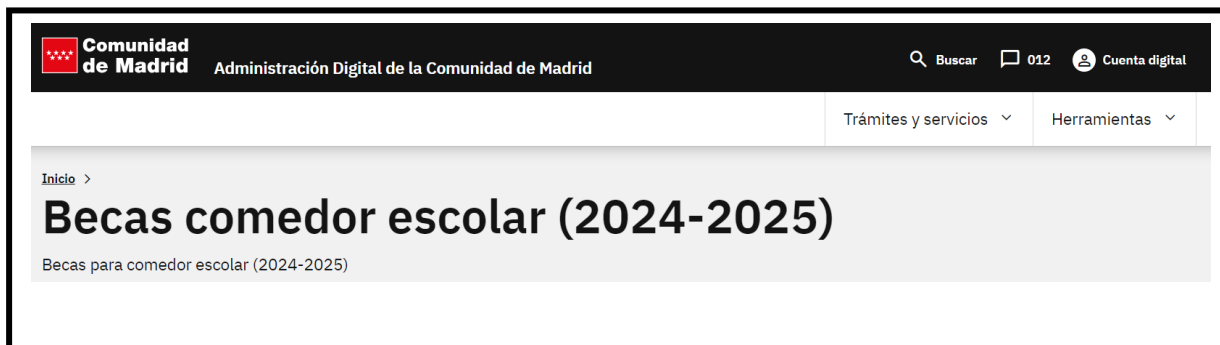 Comunidad
de Madrid
Administración Digital de la Comunidad de Madrid
Buscar
012
Cuenta digital
Trámites y servicios
Herramientas
Inicio >
Becas comedor escolar (2024-2025)
Becas para comedor escolar (2024-2025)